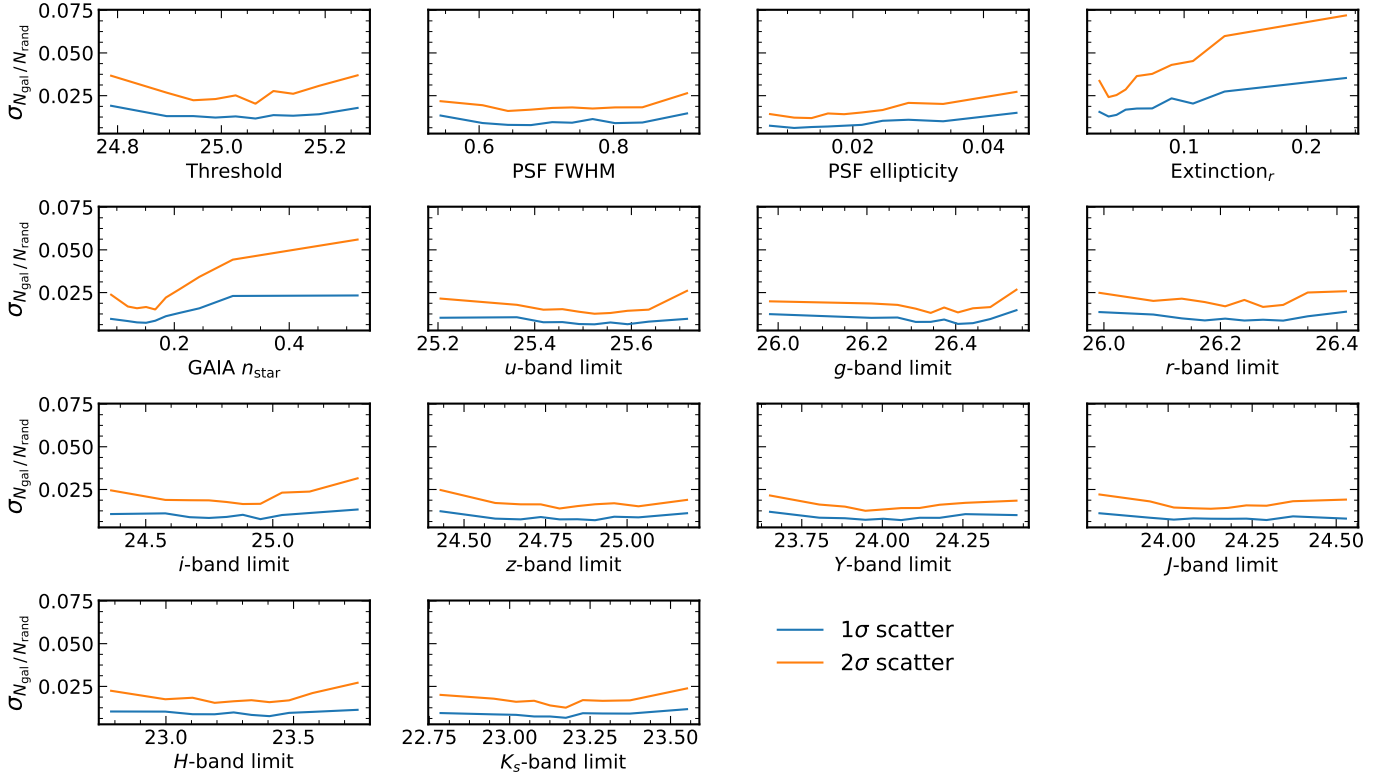 0.075
0.050
0.025
σ_{N_gal / N_rand}
24.8 25.0 25.2
Threshold
0.6 0.8
PSF FWHM
0.02 0.04
PSF ellipticity
0.1 0.2
Extinction_r
0.075
0.050
0.025
σ_{N_gal / N_rand}
0.2 0.4
GAIA n_star
25.2 25.4 25.6
u-band limit
26.0 26.2 26.4
g-band limit
26.0 26.2 26.4
r-band limit
0.075
0.050
0.025
σ_{N_gal / N_rand}
24.5 25.0
i-band limit
24.50 24.75 25.00
z-band limit
23.75 24.00 24.25
Y-band limit
24.00 24.25 24.50
J-band limit
0.075
0.050
0.025
σ_{N_gal / N_rand}
23.0 23.5
H-band limit
22.75 23.00 23.25 23.50
K_s-band limit
1σ scatter
2σ scatter